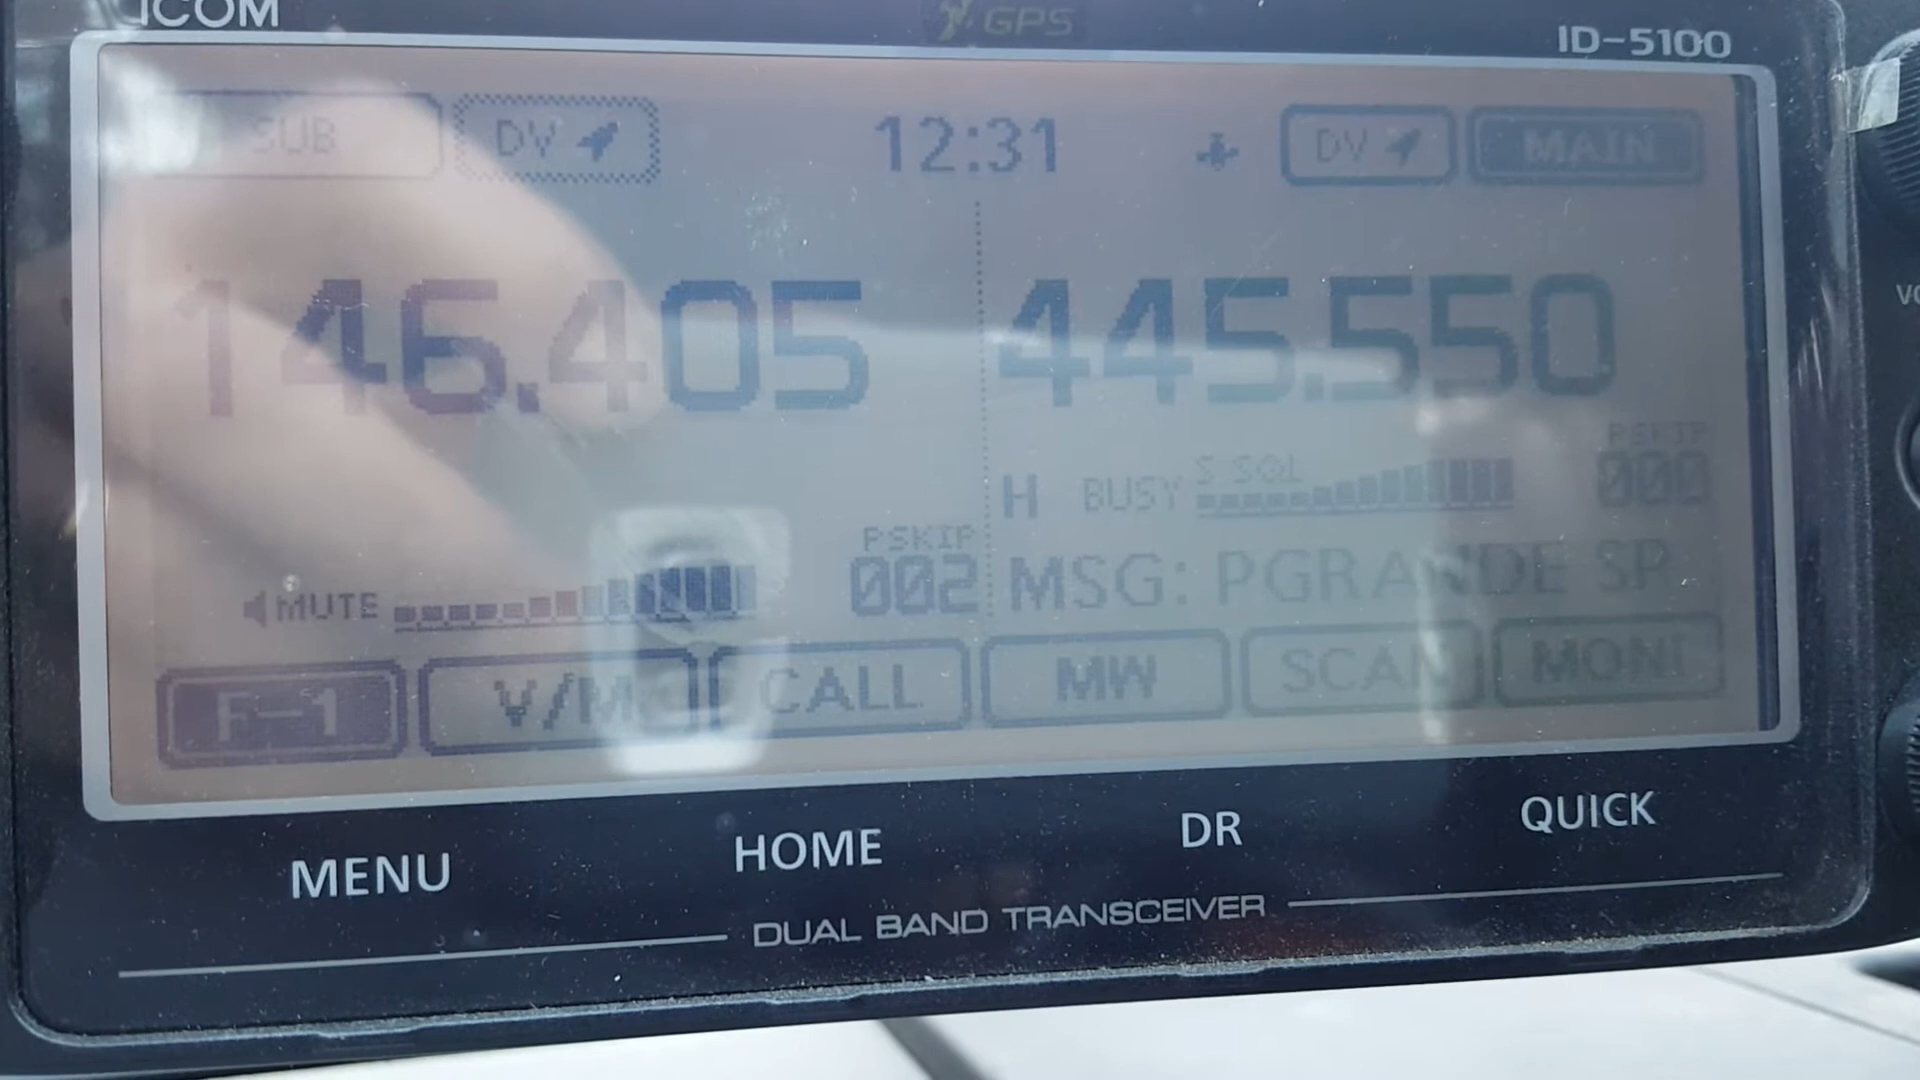 ICOM GPS ID-5100
SUB DV 12:31 DV MAIN
146.405 445.550
PSKIP
H BUSY S SQL 000
PSKIP
MUTE 002 MSG: PGRANDE SP
F-1 V/M CALL MW SCAN MONI
MENU HOME DR QUICK
DUAL BAND TRANSCEIVER